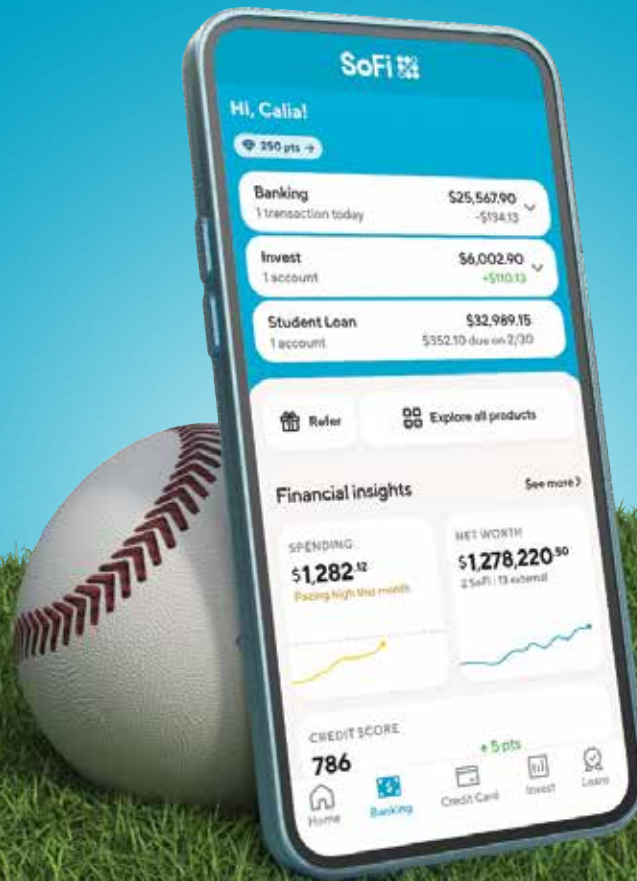 SoFi
Hi, Calia!
250 pts →
Banking $25,567.90
1 transaction today -$134.13
Invest $6,002.90
1 account +$110.13
Student Loan $32,989.15
1 account $352.10 due on 2/30
Refer Explore all products
Financial insights See more >
SPENDING NET WORTH
$1,282.12 $1,278,220.50
Pacing high this month 2 SoFi | 13 external
CREDIT SCORE
786 + 5 pts
Home Banking Credit Card Invest Loans